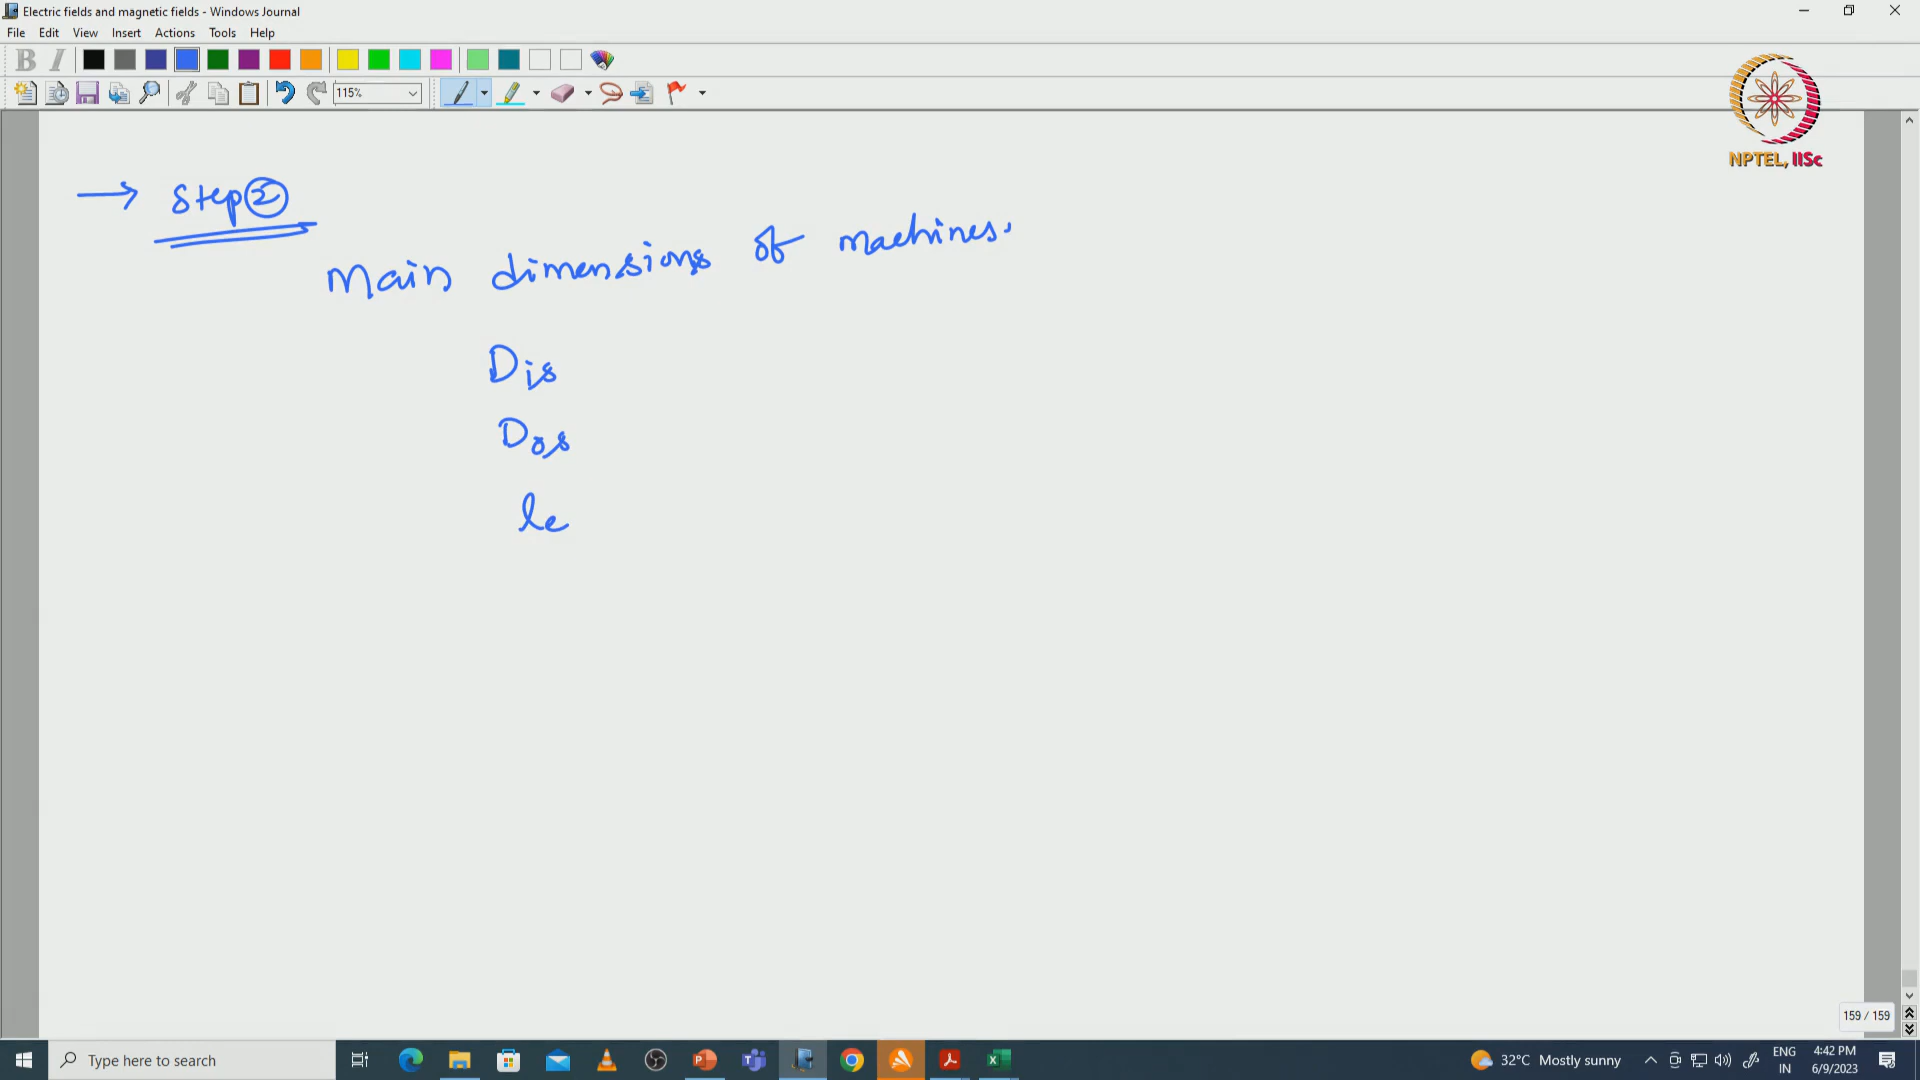 Electric fields and magnetic fields - Windows Journal
File Edit View Insert Actions Tools Help
B I
115%
NPTEL, IISc
→ Step ②
Main dimensions of machines.
Dis
Dos
le
159 / 159
Type here to search
32°C Mostly sunny
ENG
IN
4:42 PM
6/9/2023